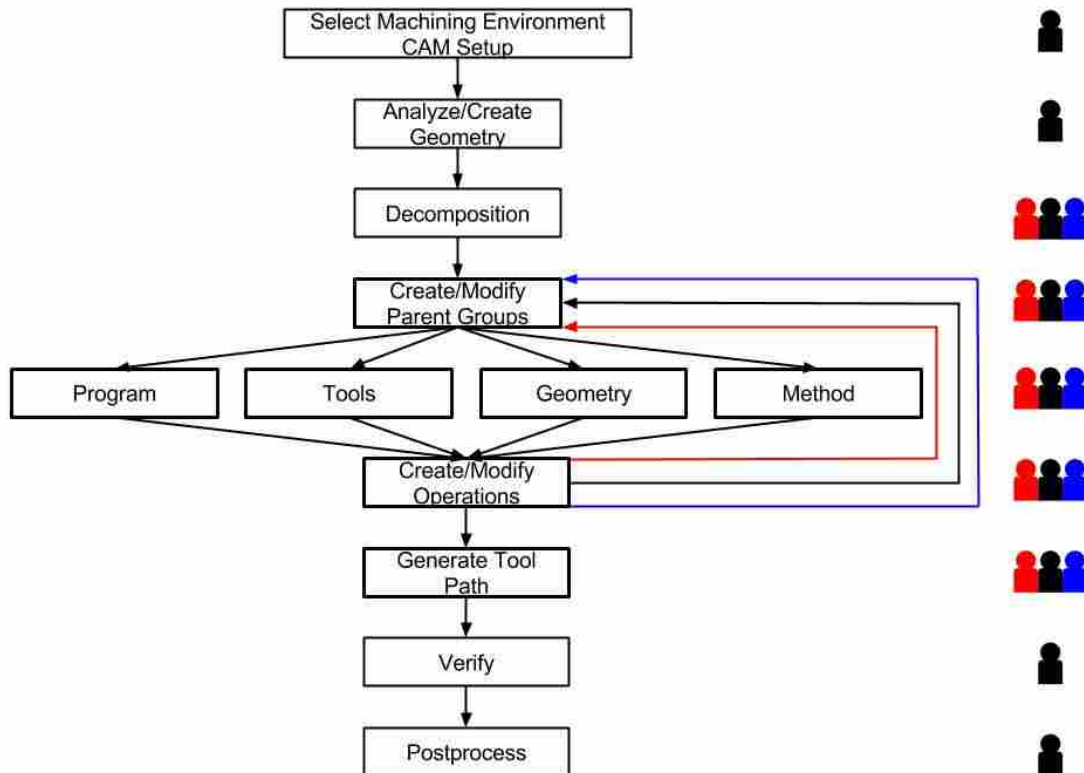 Select Machining Environment
CAM Setup
Analyze/Create
Geometry
Decomposition
Create/Modify
Parent Groups
Program
Tools
Geometry
Method
Create/Modify
Operations
Generate Tool
Path
Verify
Postprocess